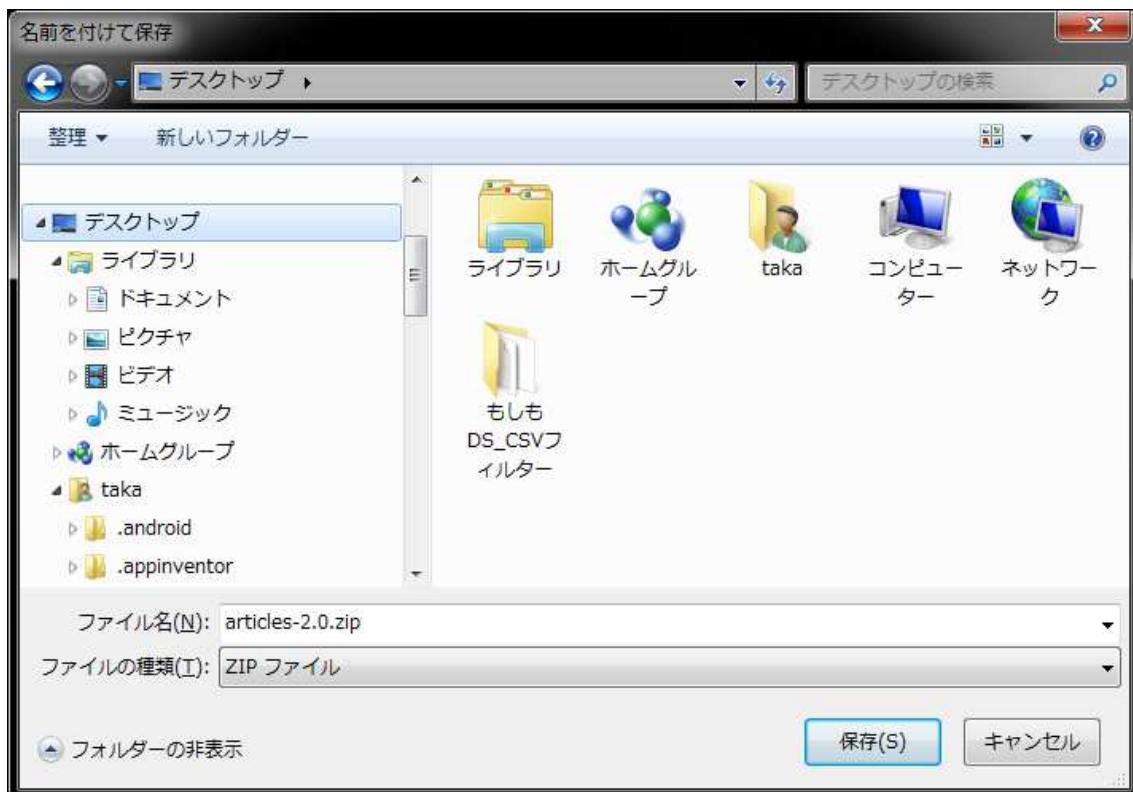 名前を付けて保存
デスクトップ
デスクトップの検索
整理
新しいフォルダー
デスクトップ
ライブラリ
ドキュメント
ピクチャ
ビデオ
ミュージック
ホームグループ
taka
.android
.appinventor
ライブラリ
ホームグル
ープ
taka
コンピュー
ター
ネットワー
ク
もしも
DS_CSVフ
ィルター
ファイル名(N):
articles-2.0.zip
ファイルの種類(T):
ZIP ファイル
フォルダーの非表示
保存(S)
キャンセル